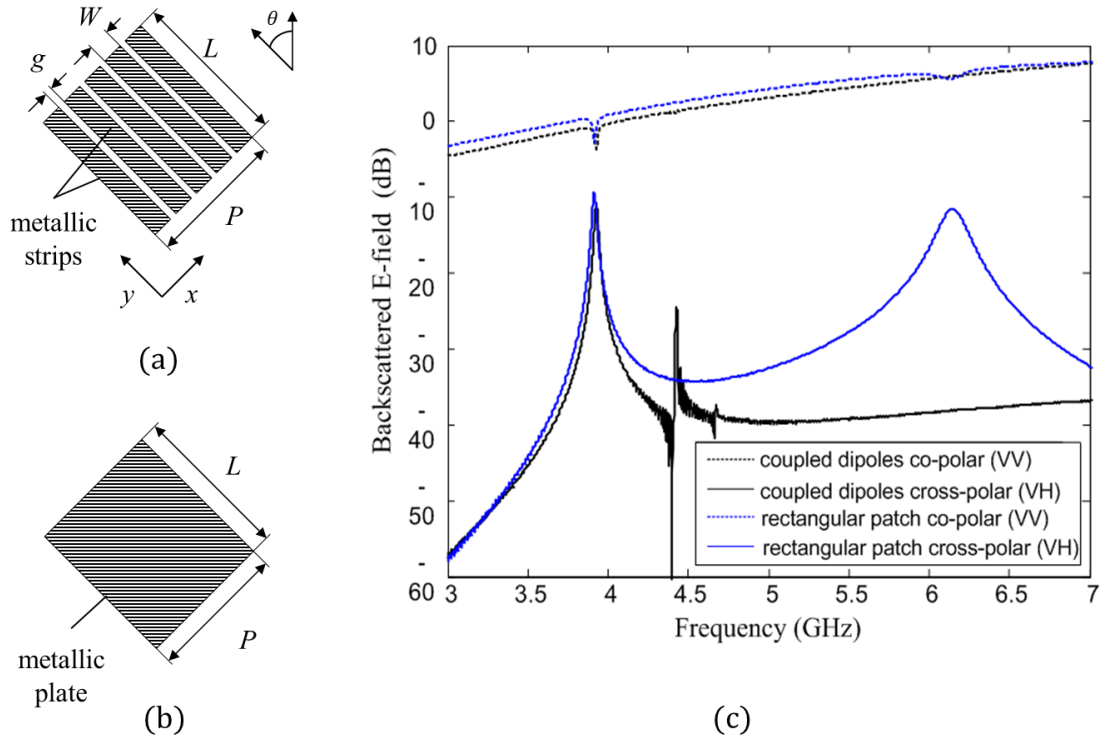 W
L
θ
g
metallic
strips
P
y
x
(a)
L
metallic
plate
P
(b)
Backscattered E-field (dB)
10
0
-
10
-
20
-
30
-
40
-
50
-
60
3
3.5
4
4.5
5
5.5
6
6.5
7
coupled dipoles co-polar (VV)
coupled dipoles cross-polar (VH)
rectangular patch co-polar (VV)
rectangular patch cross-polar (VH)
Frequency (GHz)
(c)